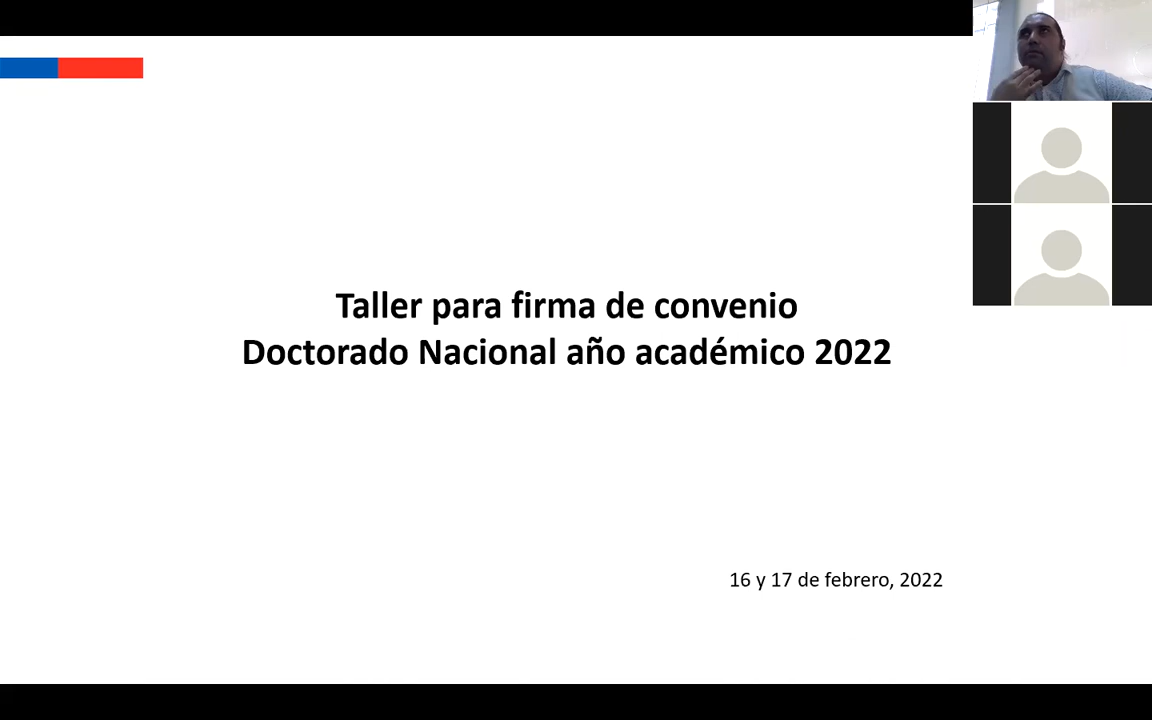 Taller para firma de convenio
Doctorado Nacional año académico 2022
16 y 17 de febrero, 2022